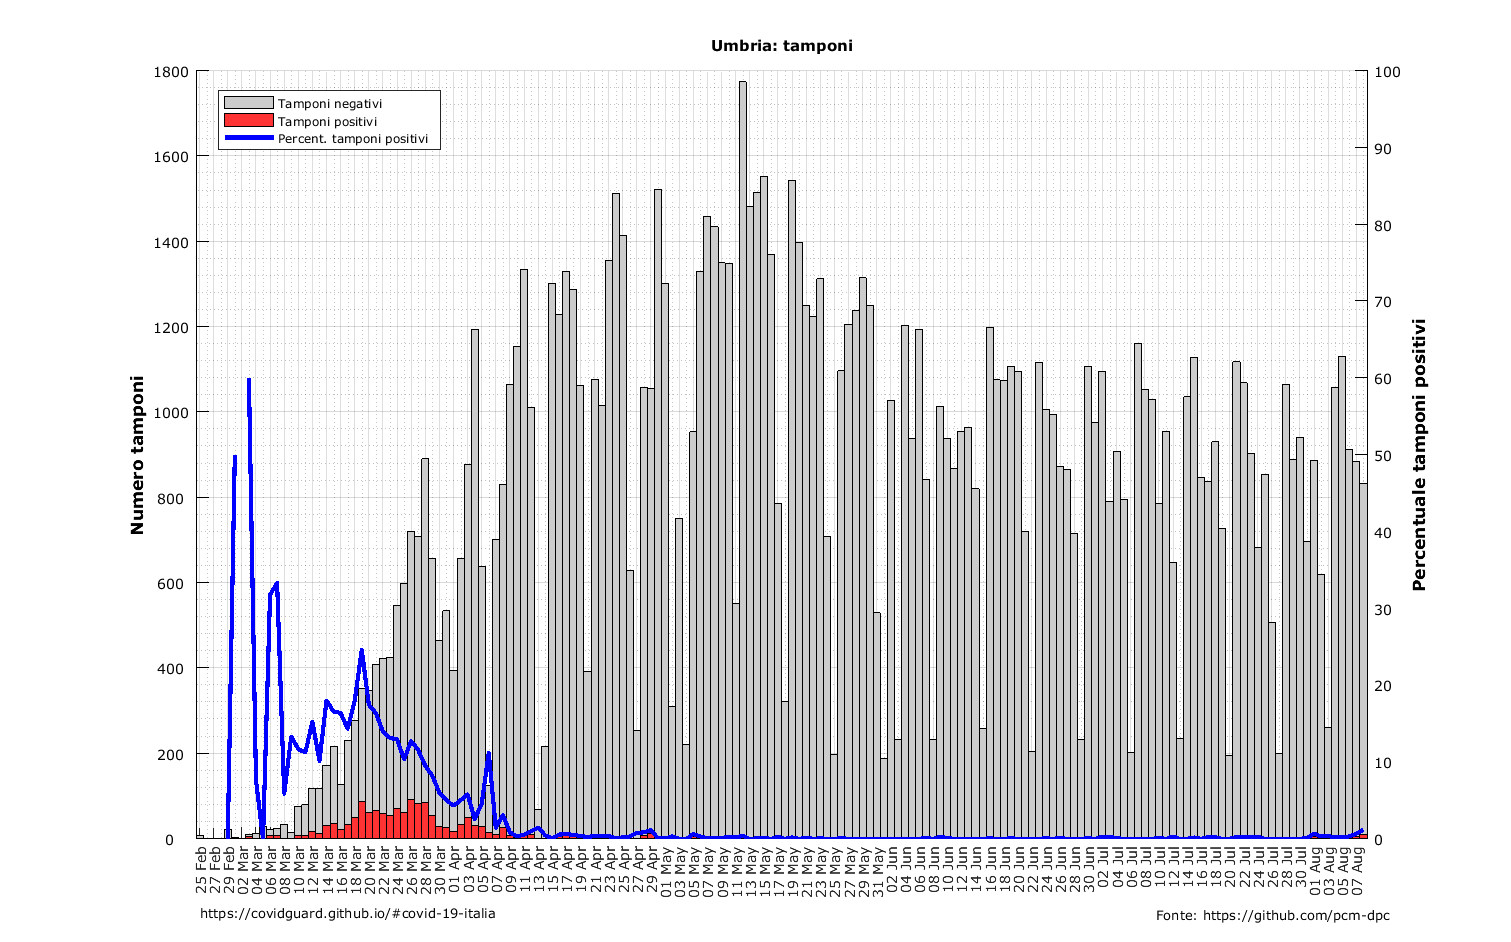 Umbria: tamponi
Tamponi negativi
Tamponi positivi
Percent. tamponi positivi
Numero tamponi
1800
1600
1400
1200
1000
800
600
400
200
0
100
90
80
70
60
50
40
30
20
10
0
Percentuale tamponi positivi
25 Feb
27 Feb
29 Feb
02 Mar
04 Mar
06 Mar
08 Mar
10 Mar
12 Mar
14 Mar
16 Mar
18 Mar
20 Mar
22 Mar
24 Mar
26 Mar
28 Mar
30 Mar
01 Apr
03 Apr
05 Apr
07 Apr
09 Apr
11 Apr
13 Apr
15 Apr
17 Apr
19 Apr
21 Apr
23 Apr
25 Apr
27 Apr
29 Apr
01 May
03 May
05 May
07 May
09 May
11 May
13 May
15 May
17 May
19 May
21 May
23 May
25 May
27 May
29 May
31 May
02 Jun
04 Jun
06 Jun
08 Jun
10 Jun
12 Jun
14 Jun
16 Jun
18 Jun
20 Jun
22 Jun
24 Jun
26 Jun
28 Jun
30 Jun
02 Jul
04 Jul
06 Jul
08 Jul
10 Jul
12 Jul
14 Jul
16 Jul
18 Jul
20 Jul
22 Jul
24 Jul
26 Jul
28 Jul
30 Jul
01 Aug
03 Aug
05 Aug
07 Aug
https://covidguard.github.io/#covid-19-italia
Fonte: https://github.com/pcm-dpc